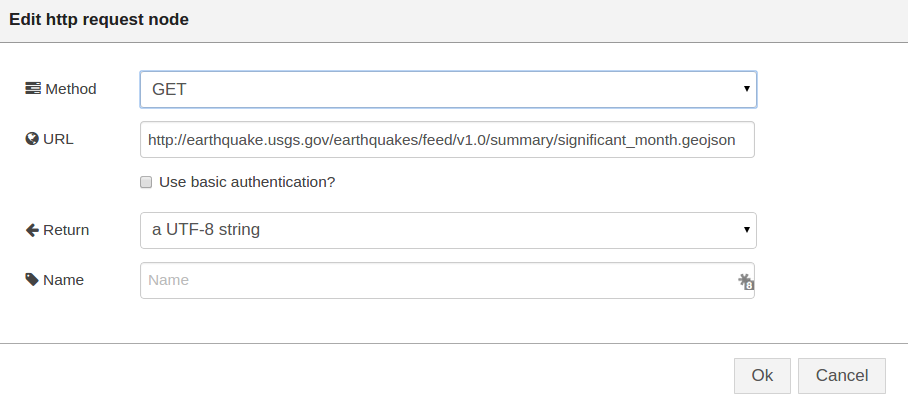 Edit http request node
Method
GET
URL
http://earthquake.usgs.gov/earthquakes/feed/v1.0/summary/significant_month.geojson
Use basic authentication?
Return
a UTF-8 string
Name
Name
8
Ok
Cancel